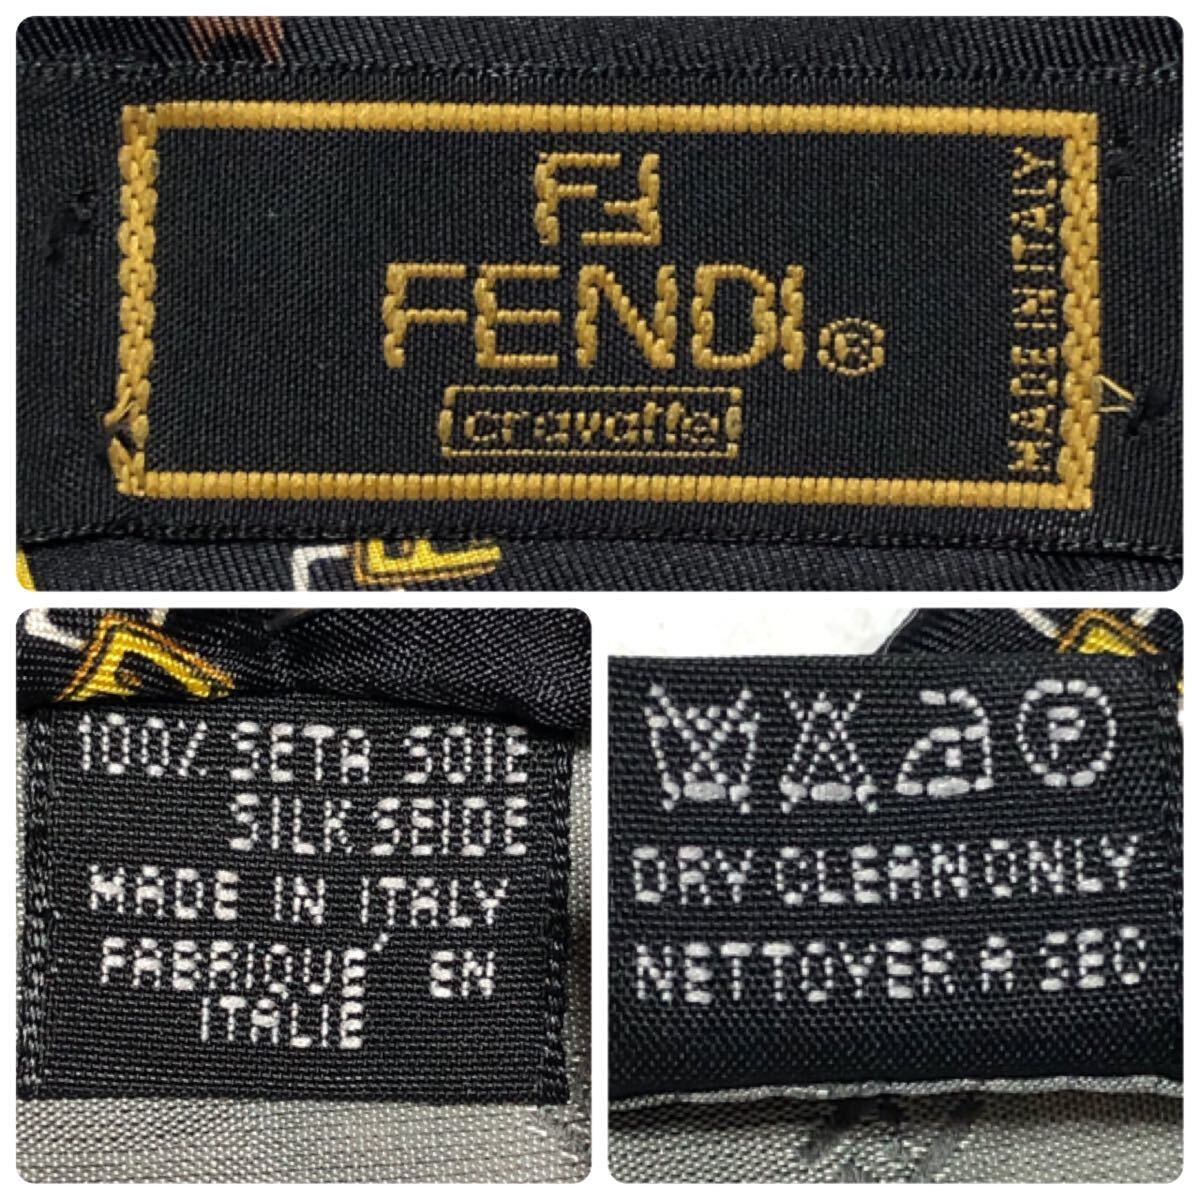 FF
FENDI®
cravatte
MADE IN ITALY
100% SETA SOIE
SILK SEIDE
MADE IN ITALY
FABRIQUÉ EN
ITALIE
A
P
DRY CLEAN ONLY
NETTOYER A SEC